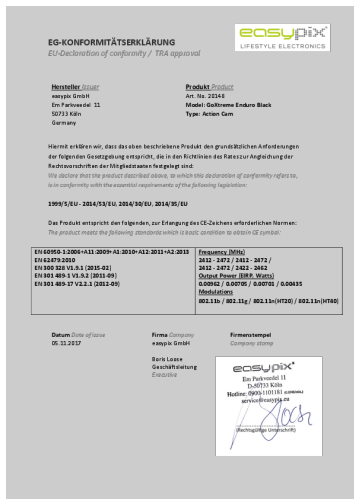 easypix®
LIFESTYLE ELECTRONICS
EG-KONFORMITÄTSERKLÄRUNG
EU-Declaration of conformity / TRA approval
Hersteller Issuer
easypix GmbH
Em Parkveedel 11
50733 Köln
Germany
Produkt Product
Art. No. 20148
Model: GoXtreme Enduro Black
Type: Action Cam
Hiermit erklären wir, dass das oben beschriebene Produkt den grundsätzlichen Anforderungen
der folgenden Gesetzgebung entspricht, die in den Richtlinien des Rates zur Angleichung der
Rechtsvorschriften der Mitgliedstaaten festgelegt sind:
We declare that the product described above, to which this declaration of conformity refers to,
is in conformity with the essential requirements of the following legislation:
1999/5/EU - 2014/53/EU, 2014/30/EU, 2014/35/EU
Das Produkt entspricht den folgenden, zur Erlangung des CE-Zeichens erforderlichen Normen:
The product meets the following standards which is basic condition to obtain CE symbol:
EN 60950-1:2006+A11:2009+A1:2010+A12:2011+A2:2013
EN 62479:2010
EN 300 328 V1.9.1 (2015-02)
EN 301 489-1 V1.9.2 (2011-09)
EN 301 489-17 V2.2.1 (2012-09)
Frequency (MHz)
2412 - 2472 / 2412 - 2472 /
2412 - 2472 / 2422 - 2462
Output Power (EIRP, Watts)
0.00962 / 0.00705 / 0.00701 / 0.00435
Modulations
802.11b / 802.11g / 802.11n(HT20) / 802.11n(HT40)
Datum Date of issue
05.11.2017
Firma Company
easypix GmbH
Boris Loose
Geschäftsleitung
Executive
Firmenstempel
Company stamp
easypix®
Em Parkveedel 11
D-50733 Köln
Hotline: 0900-1101181
service@easypix.eu
(Rechtsgültige Unterschrift)